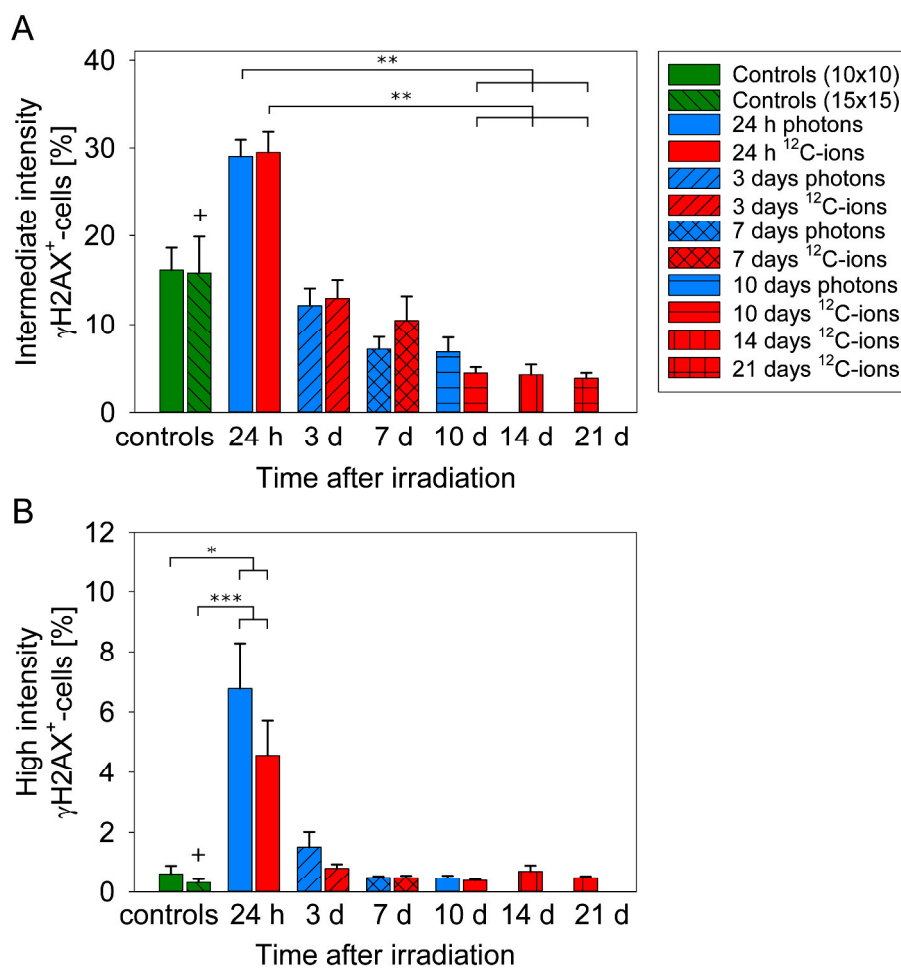 A
Intermediate intensity
γH2AX⁺-cells [%]
40
30
20
10
0
**
**
+
controls 24 h 3 d 7 d 10 d 14 d 21 d
Time after irradiation
Controls (10x10)
Controls (15x15)
24 h photons
24 h ¹²C-ions
3 days photons
3 days ¹²C-ions
7 days photons
7 days ¹²C-ions
10 days photons
10 days ¹²C-ions
14 days ¹²C-ions
21 days ¹²C-ions
B
High intensity
γH2AX⁺-cells [%]
12
10
8
6
4
2
0
*
***
+
controls 24 h 3 d 7 d 10 d 14 d 21 d
Time after irradiation